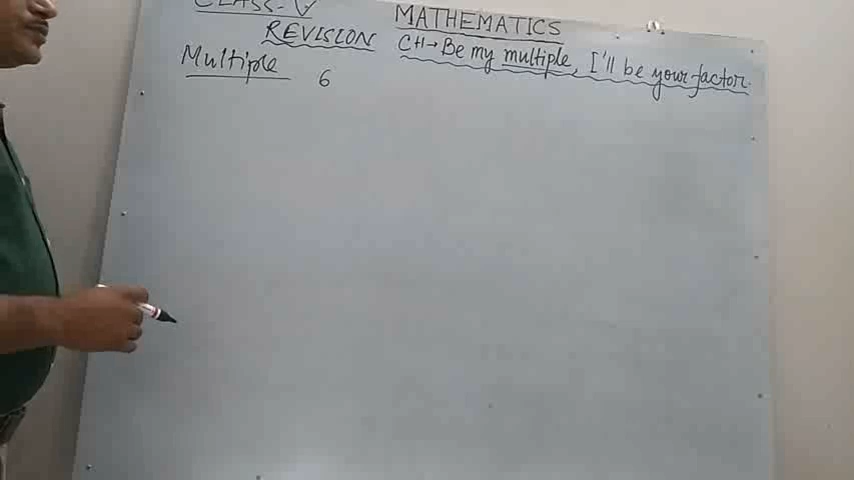 CLASS-V
MATHEMATICS
REVISION
CH→Be my multiple, I'll be your factor.
Multiple 6